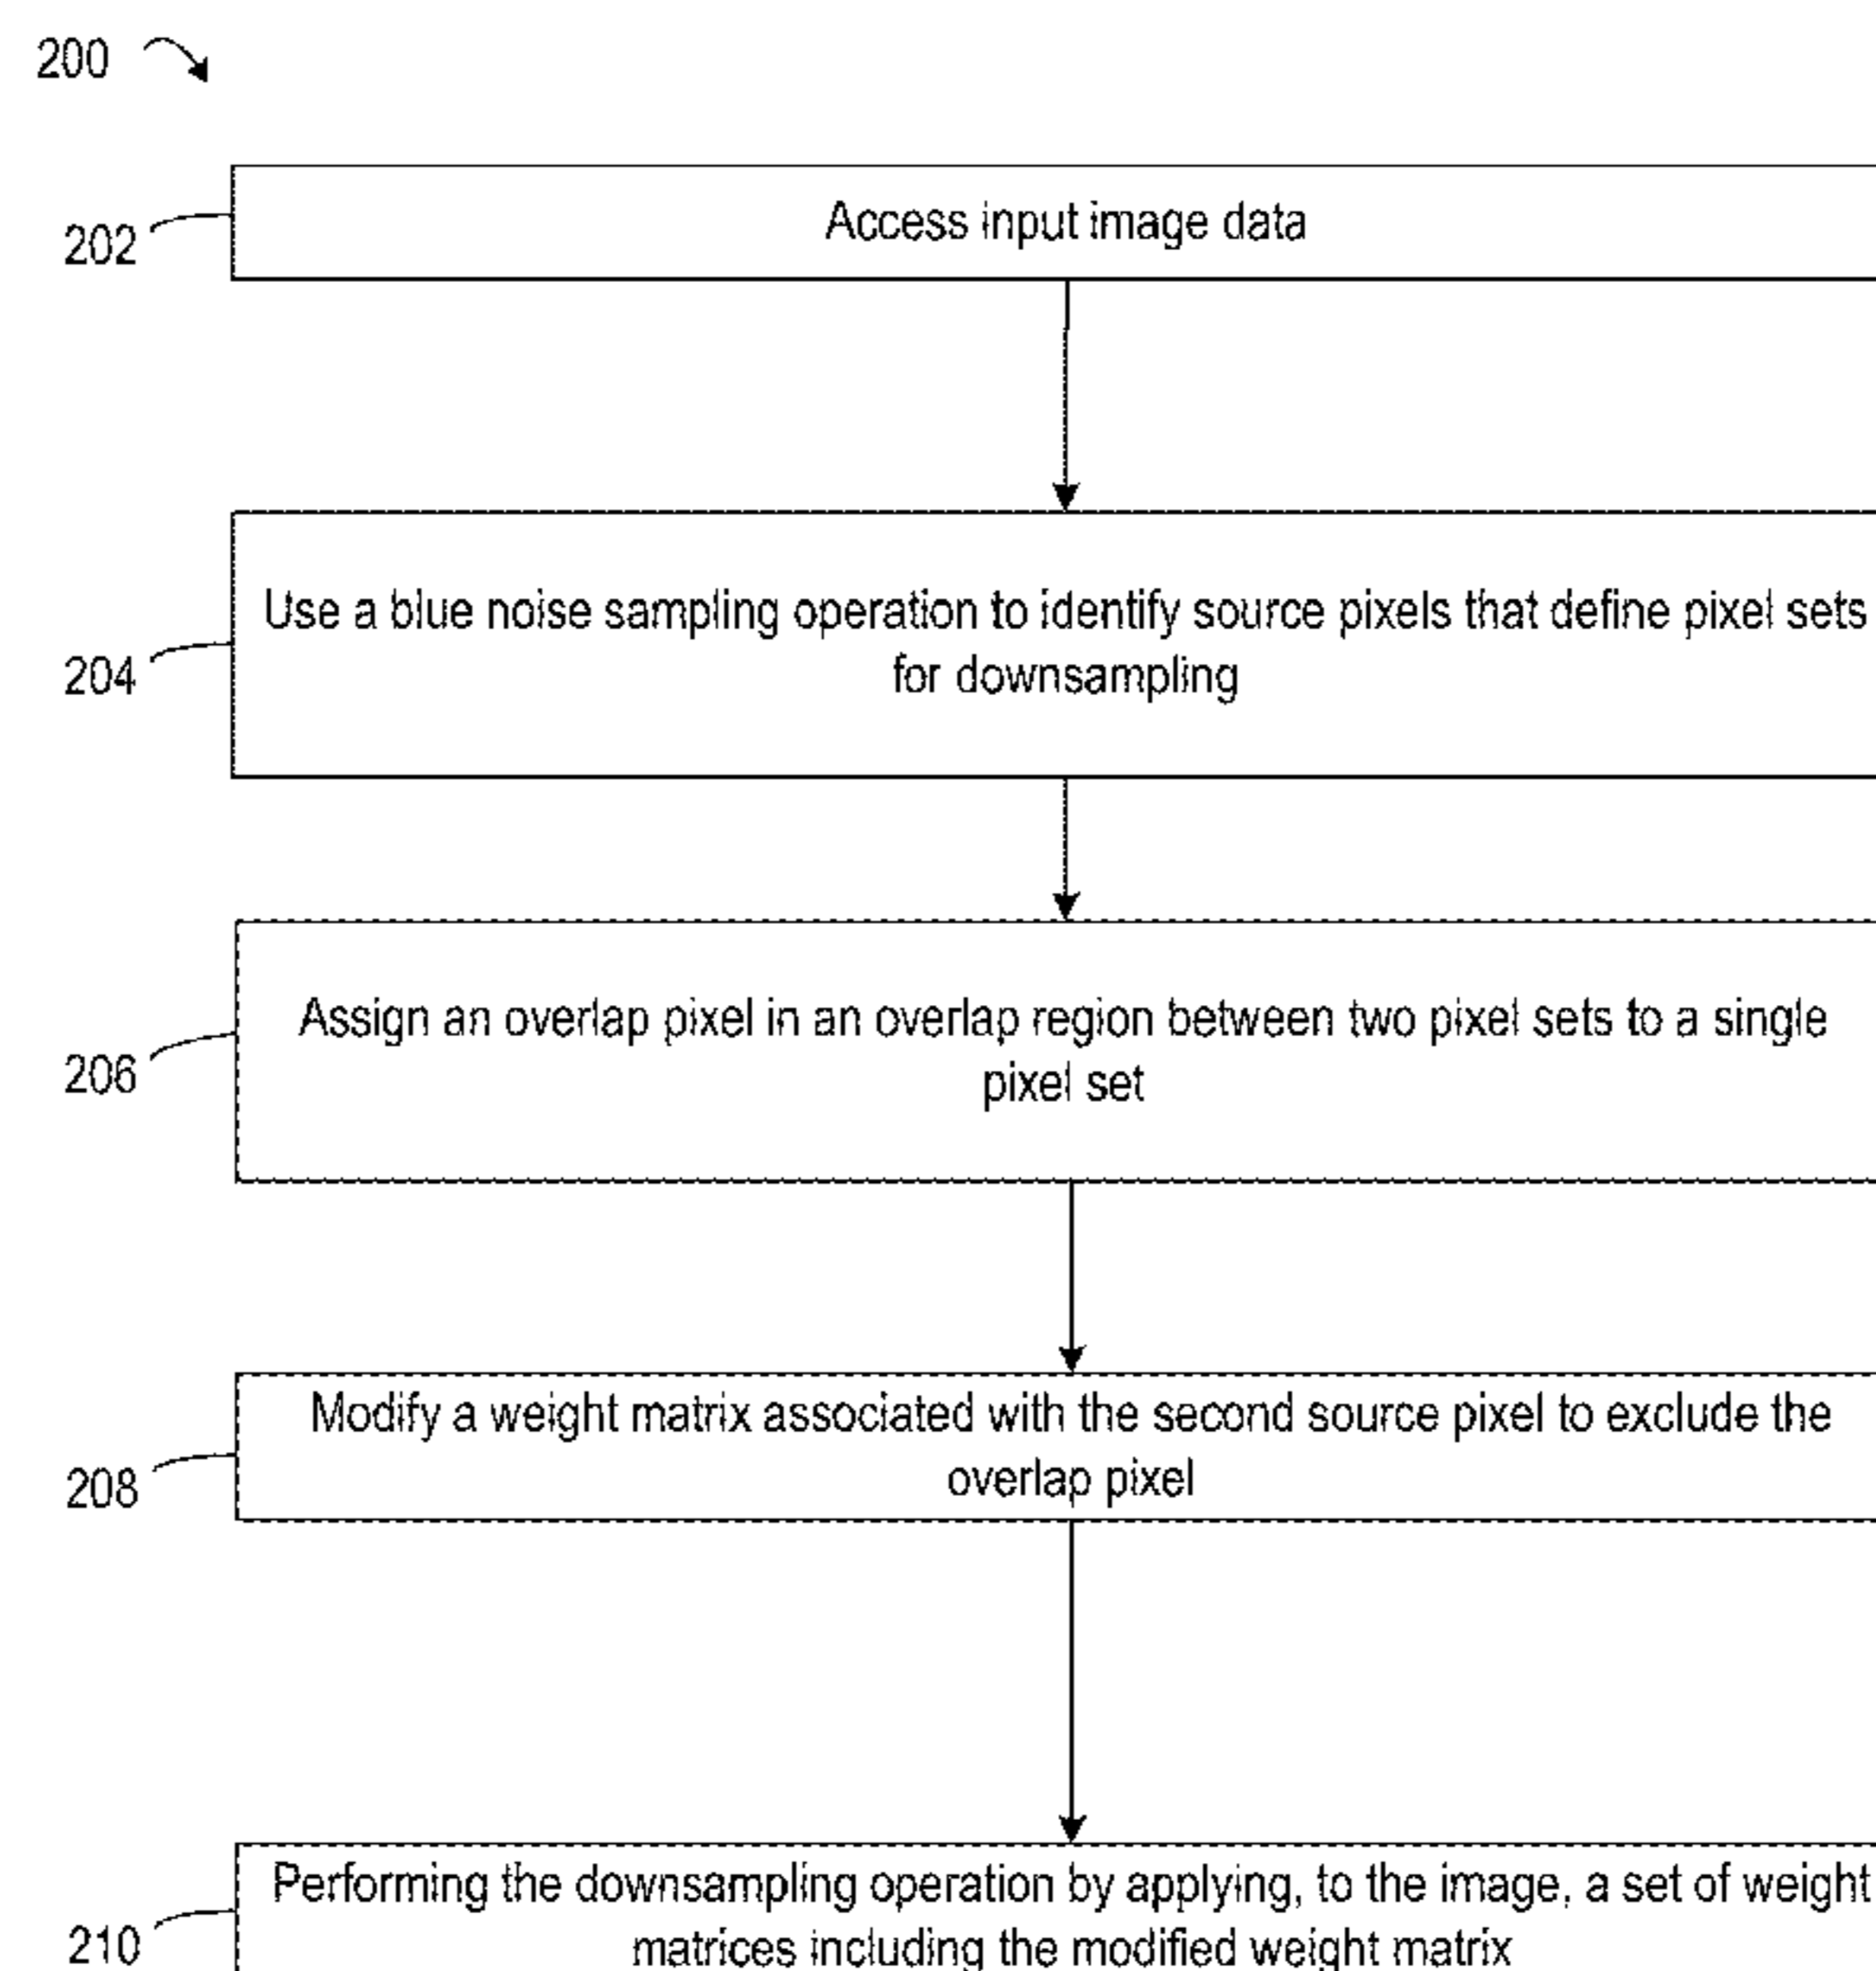 200
Access input image data
202
Use a blue noise sampling operation to identify source pixels that define pixel sets
for downsampling
204
Assign an overlap pixel in an overlap region between two pixel sets to a single
pixel set
206
Modify a weight matrix associated with the second source pixel to exclude the
overlap pixel
208
Performing the downsampling operation by applying, to the image, a set of weight
matrices including the modified weight matrix
210